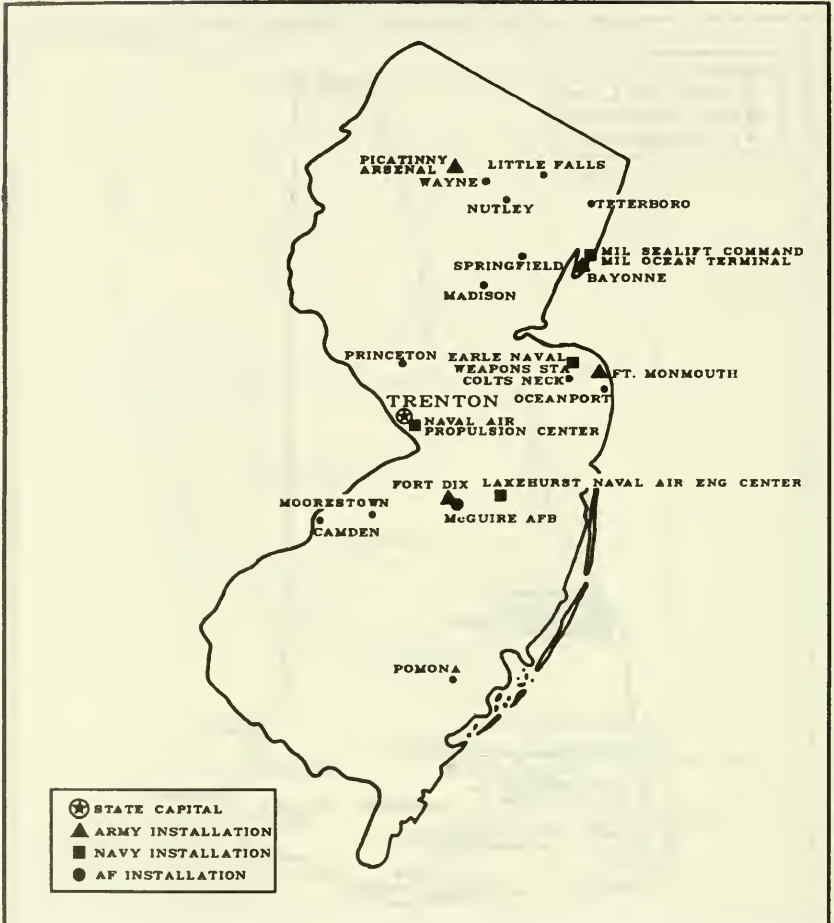 PICATINNY
ARSENAL
LITTLE FALLS
WAYNE
NUTLEY
TETERBORO
MIL SEALIFT COMMAND
MIL OCEAN TERMINAL
SPRINGFIELD
BAYONNE
MADISON
PRINCETON
EARLE NAVAL
WEAPONS STA
COLTS NECK
FT. MONMOUTH
OCEANPORT
TRENTON
NAVAL AIR
PROPULSION CENTER
FORT DIX
LAKEHURST NAVAL AIR ENG CENTER
MOORESTOWN
McGUIRE AFB
CAMDEN
POMONA
STATE CAPITAL
ARMY INSTALLATION
NAVY INSTALLATION
AF INSTALLATION